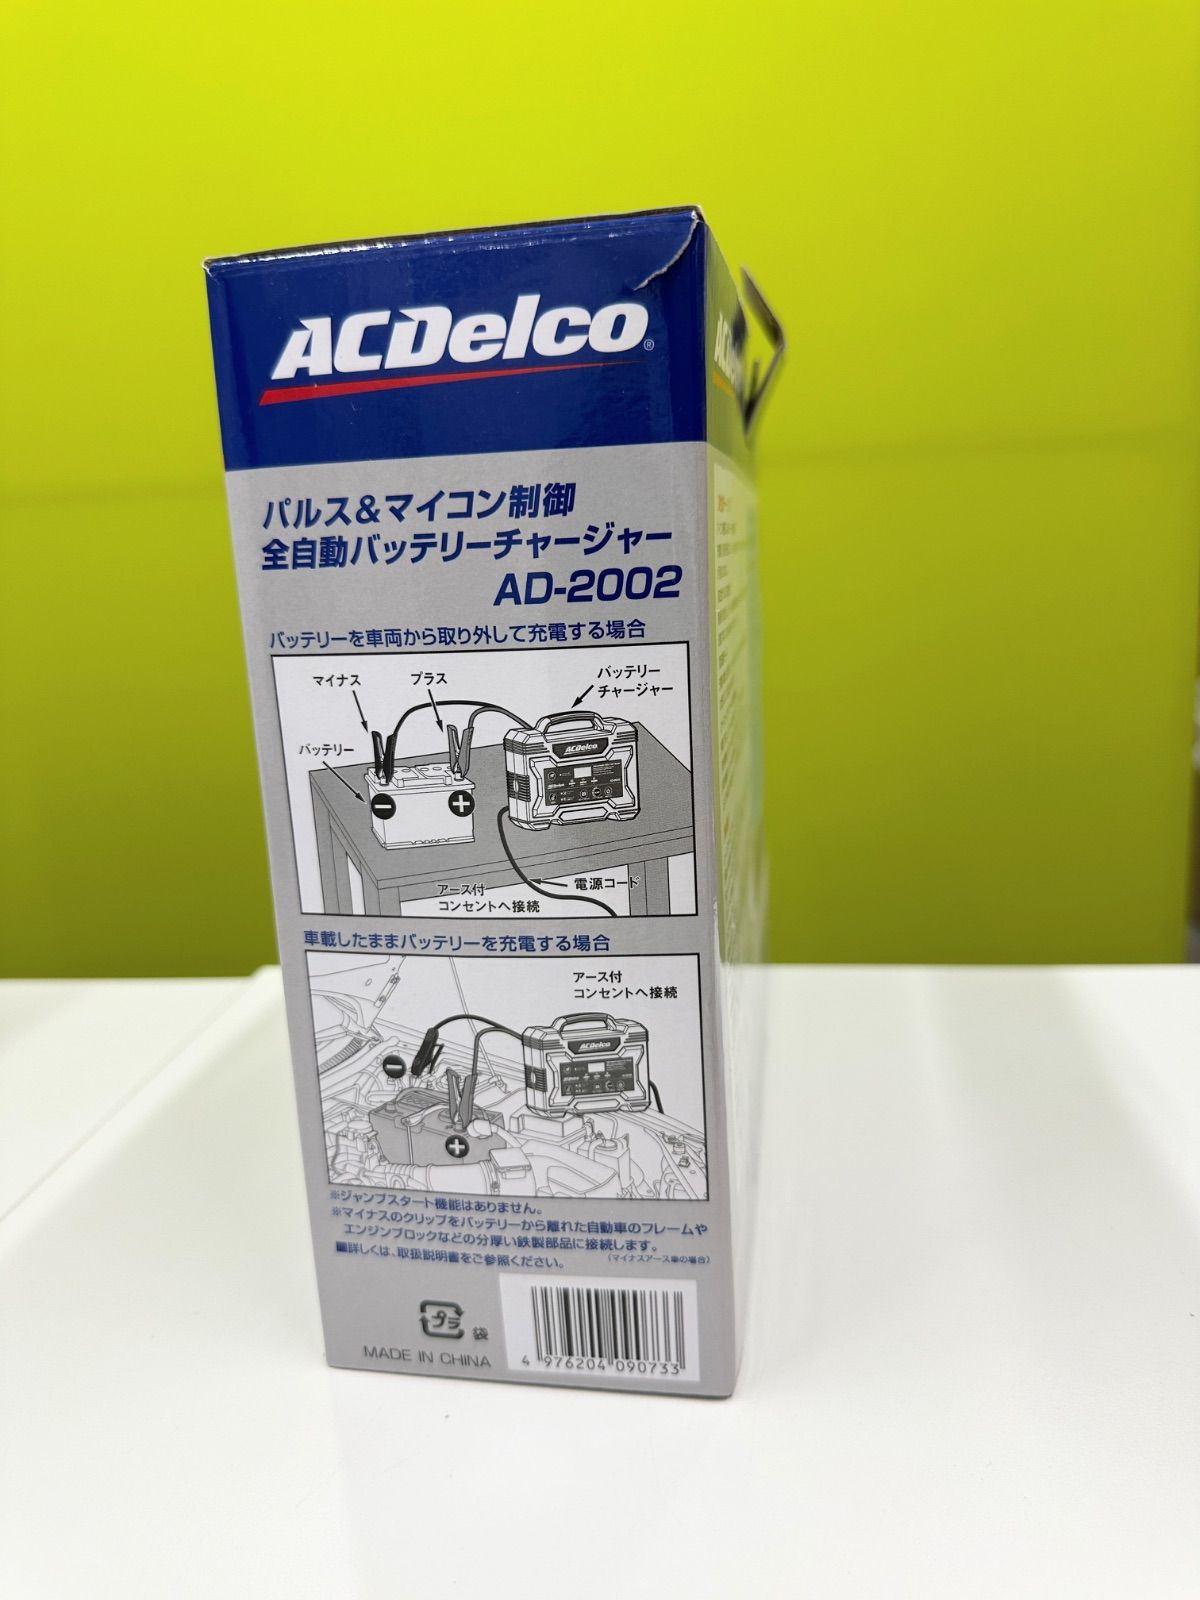 ACDelco®
パルス&マイコン制御
全自動バッテリーチャージャー
AD-2002
バッテリーを車両から取り外して充電する場合
マイナス
プラス
バッテリー
チャージャー
バッテリー
ACDelco
アース付
コンセントへ接続
電源コード
車載したままバッテリーを充電する場合
アース付
コンセントへ接続
ACDelco
※ジャンプスタート機能はありません。
※マイナスのクリップをバッテリーから離れた自動車のフレームや
エンジンブロックなどの分厚い鉄製部品に接続します。
(マイナスアース車の場合)
■詳しくは、取扱説明書をご参照ください。
プラ
袋
MADE IN CHINA
4 976204 090733